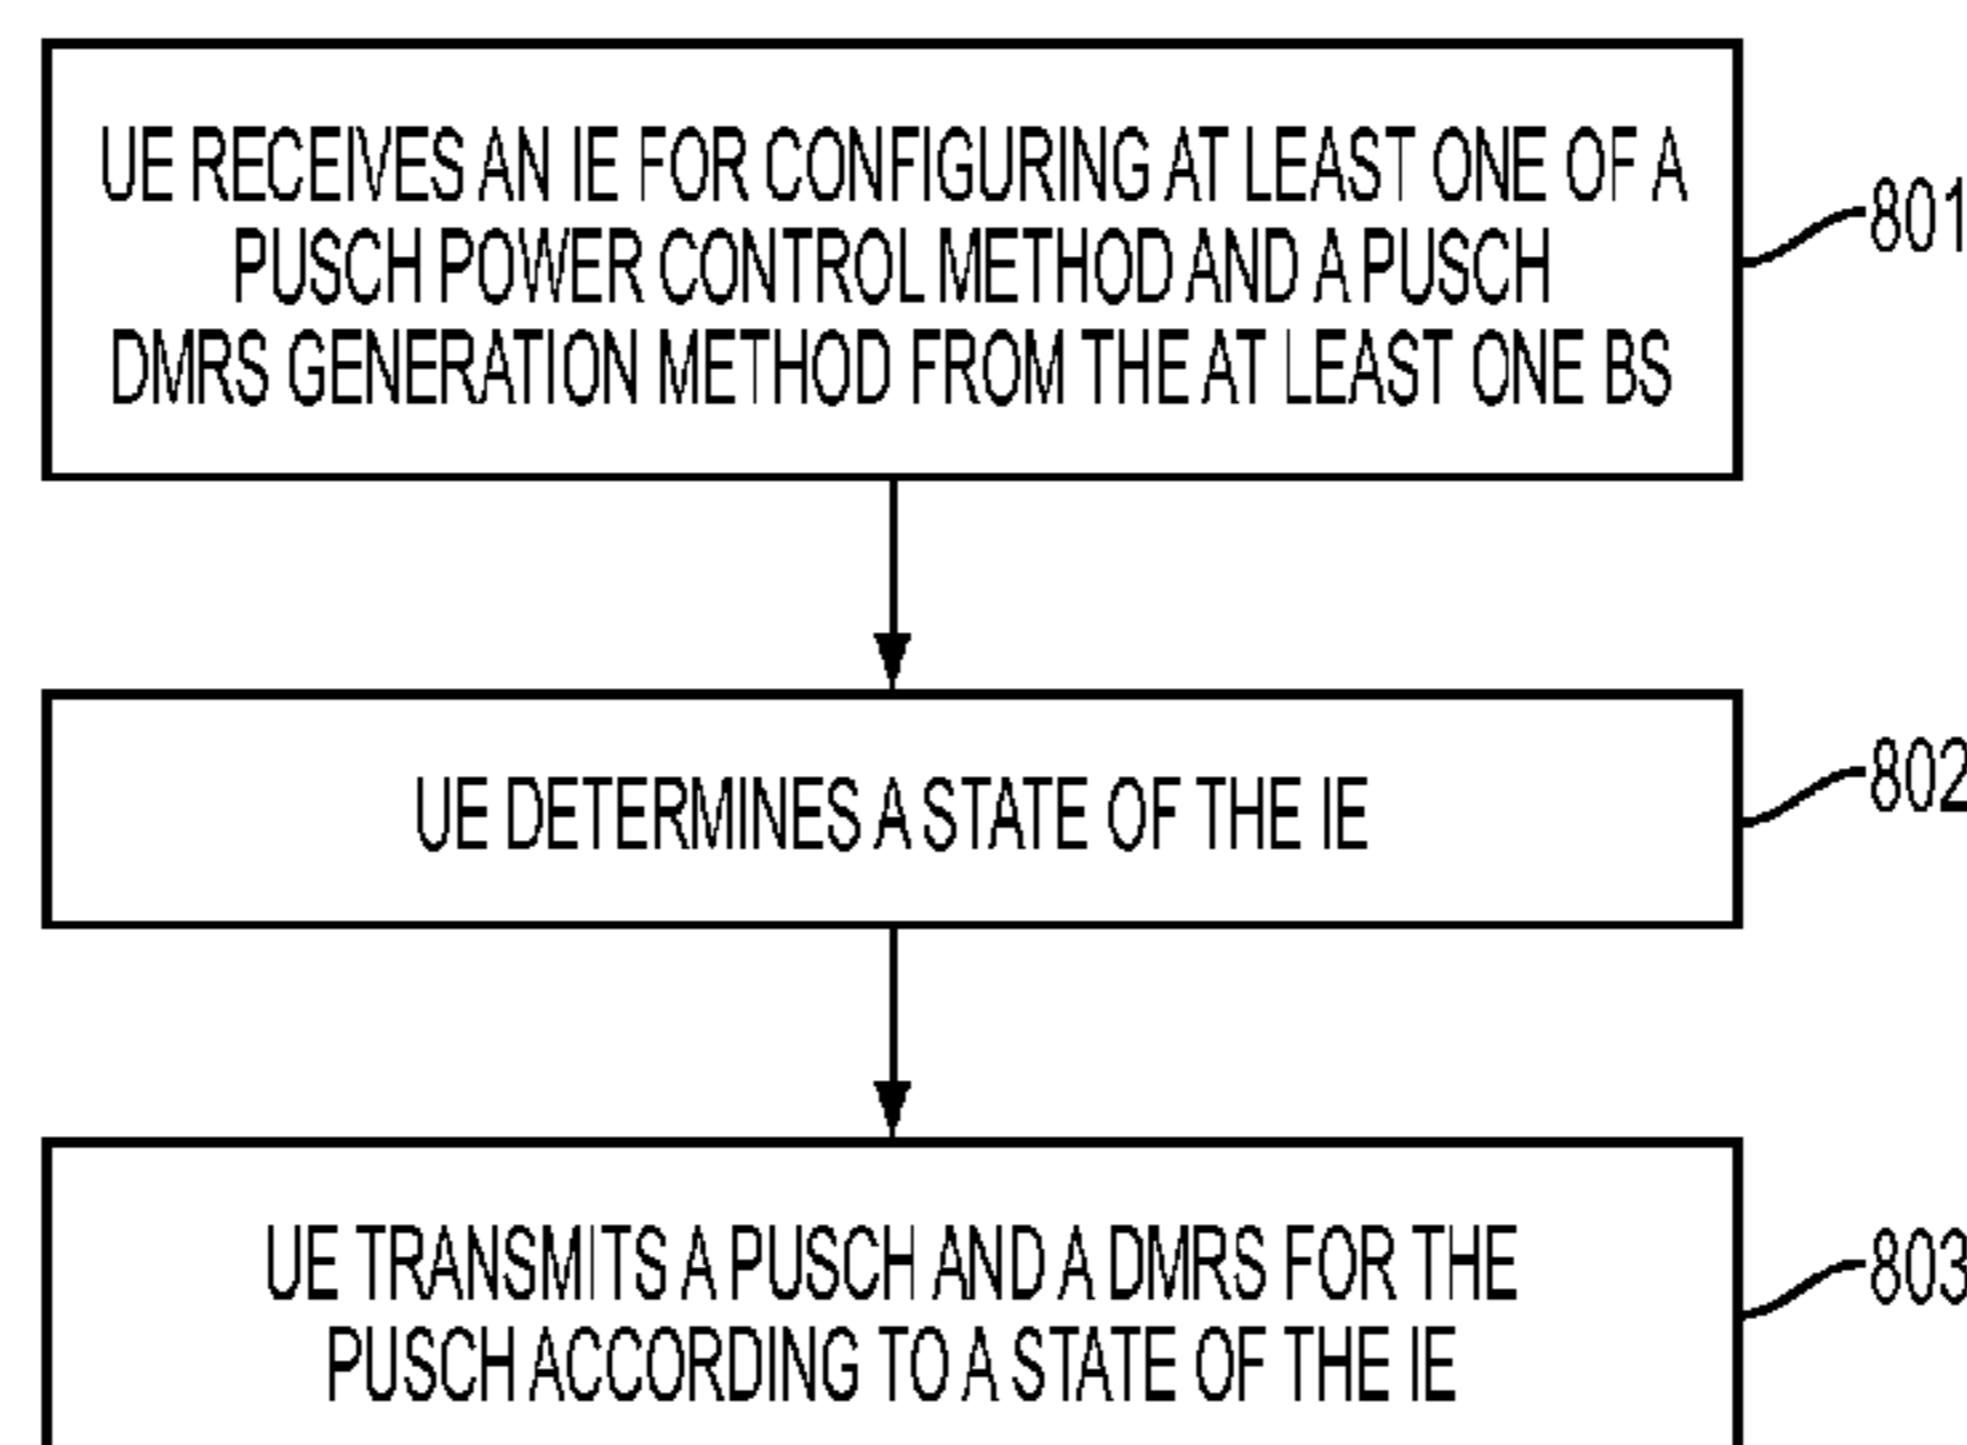 UE RECEIVES AN IE FOR CONFIGURING AT LEAST ONE OF A
PUSCH POWER CONTROL METHOD AND A PUSCH
DMRS GENERATION METHOD FROM THE AT LEAST ONE BS
801
UE DETERMINES A STATE OF THE IE
802
UE TRANSMITS A PUSCH AND A DMRS FOR THE
PUSCH ACCORDING TO A STATE OF THE IE
803